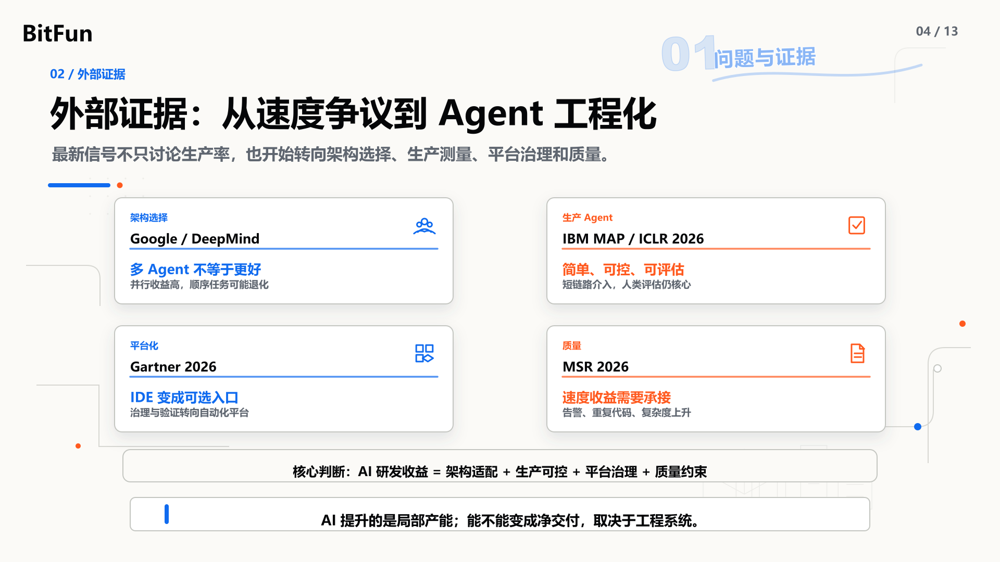 BitFun
04 / 13
01
问题与证据
02 / 外部证据
外部证据：从速度争议到 Agent 工程化
最新信号不只讨论生产率，也开始转向架构选择、生产测量、平台治理和质量。
架构选择
Google / DeepMind
多 Agent 不等于更好
并行收益高，顺序任务可能退化
生产 Agent
IBM MAP / ICLR 2026
简单、可控、可评估
短链路介入，人类评估仍核心
平台化
Gartner 2026
IDE 变成可选入口
治理与验证转向自动化平台
质量
MSR 2026
速度收益需要承接
告警、重复代码、复杂度上升
核心判断：AI 研发收益 = 架构适配 + 生产可控 + 平台治理 + 质量约束
AI 提升的是局部产能；能不能变成净交付，取决于工程系统。